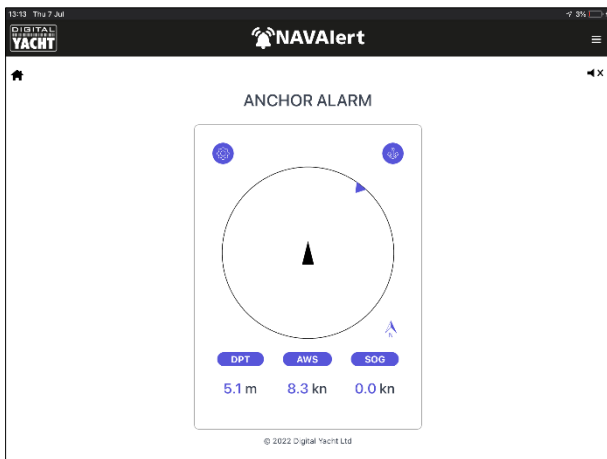 13:13 Thu 7 Jul
3%
DIGITAL
YACHT
NAVAlert
ANCHOR ALARM
N
DPT AWS SOG
5.1 m 8.3 kn 0.0 kn
© 2022 Digital Yacht Ltd